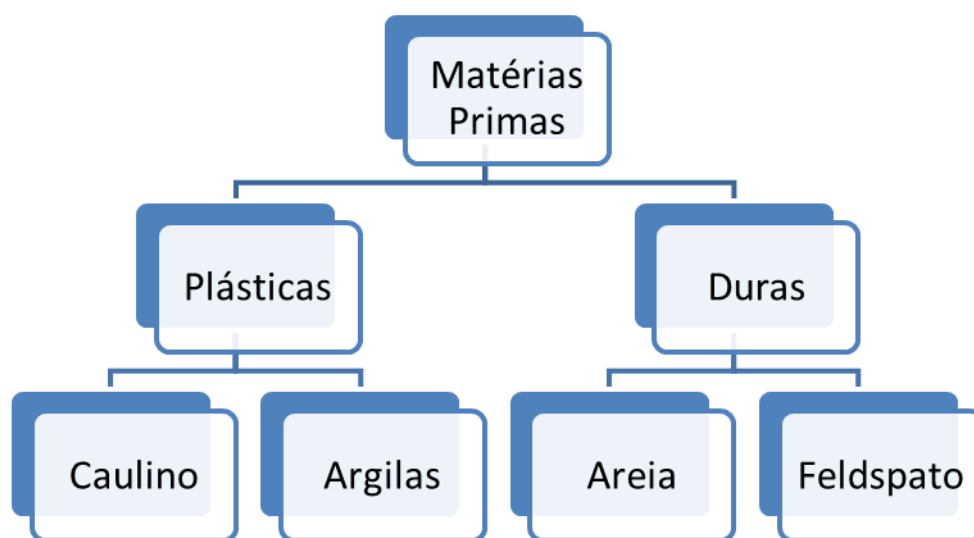 Matérias
Primas
Plásticas
Duras
Caulino
Argilas
Areia
Feldspato